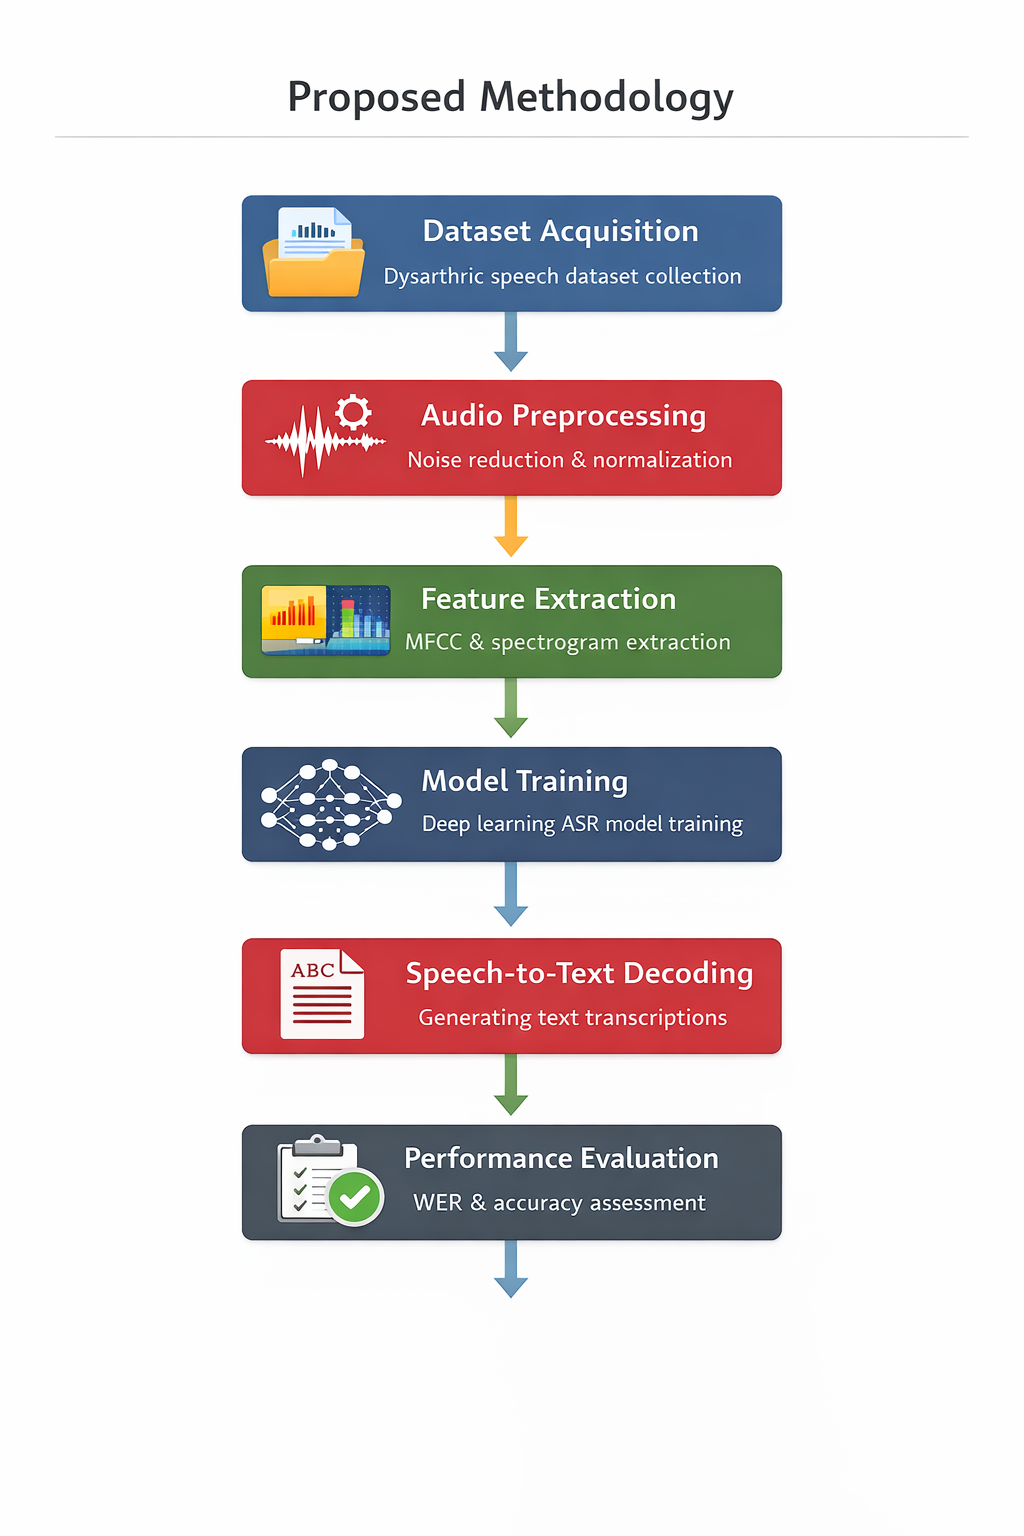 Proposed Methodology
Dataset Acquisition
Dysarthric speech dataset collection
Audio Preprocessing
Noise reduction & normalization
Feature Extraction
MFCC & spectrogram extraction
Model Training
Deep learning ASR model training
ABC
Speech-to-Text Decoding
Generating text transcriptions
Performance Evaluation
WER & accuracy assessment